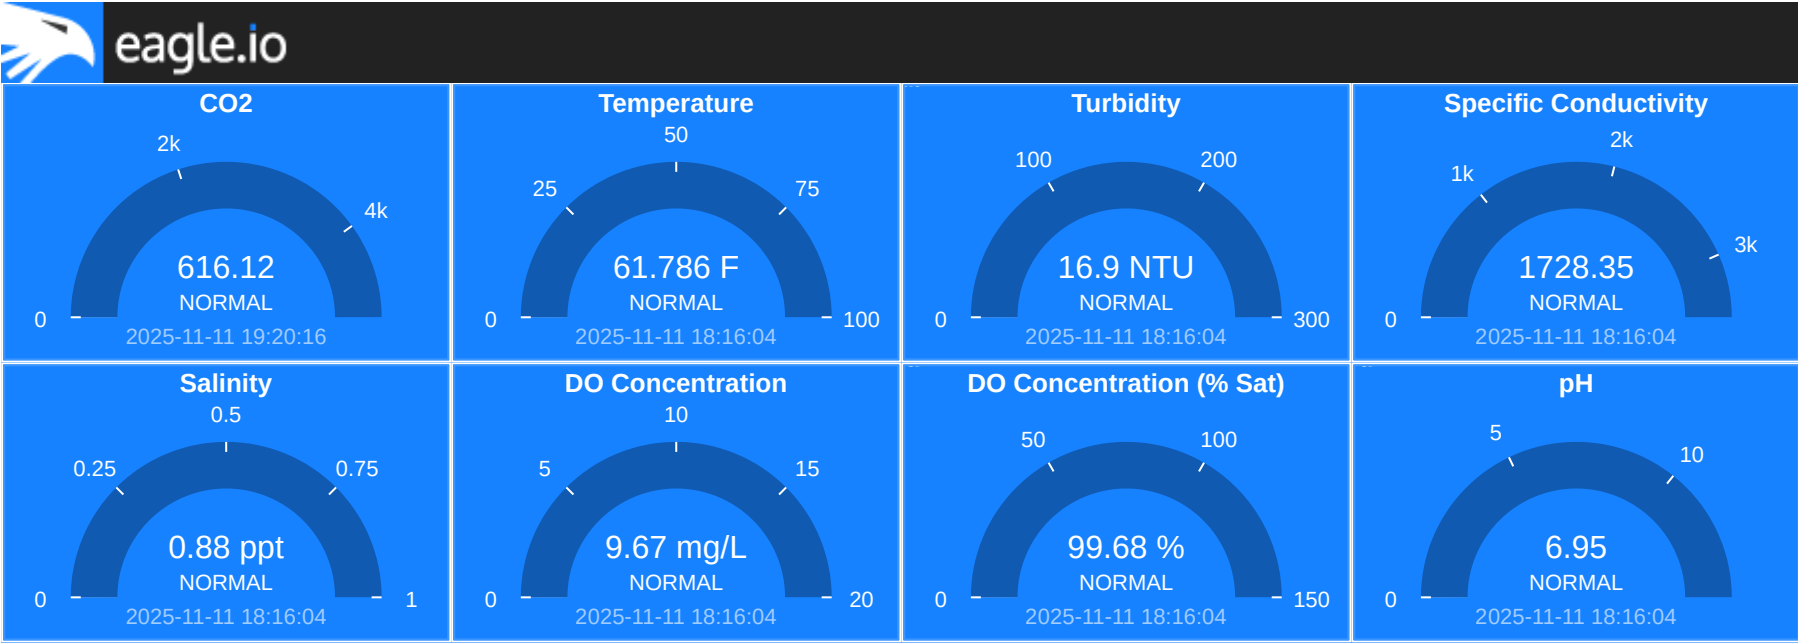 eagle.io
CO2
2k
4k
616.12
NORMAL
0
2025-11-11 19:20:16
Temperature
50
25
75
61.786 F
NORMAL
0
100
2025-11-11 18:16:04
Turbidity
100
200
16.9 NTU
NORMAL
0
300
2025-11-11 18:16:04
Specific Conductivity
2k
1k
3k
1728.35
NORMAL
0
2025-11-11 18:16:04
Salinity
0.5
0.25
0.75
0.88 ppt
NORMAL
0
1
2025-11-11 18:16:04
DO Concentration
10
5
15
9.67 mg/L
NORMAL
0
20
2025-11-11 18:16:04
DO Concentration (% Sat)
50
100
99.68 %
NORMAL
0
150
2025-11-11 18:16:04
pH
5
10
6.95
NORMAL
0
2025-11-11 18:16:04